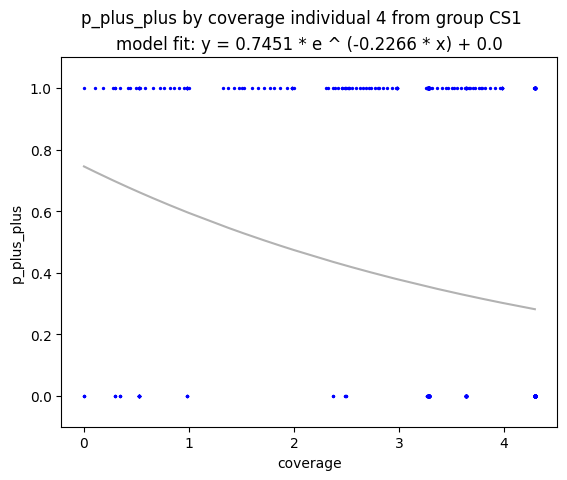 p_plus_plus by coverage individual 4 from group CS1
model fit: y = 0.7451 * e ^ (-0.2266 * x) + 0.0
1.0
0.8
0.6
0.4
0.2
0.0
p_plus_plus
0 1 2 3 4
coverage